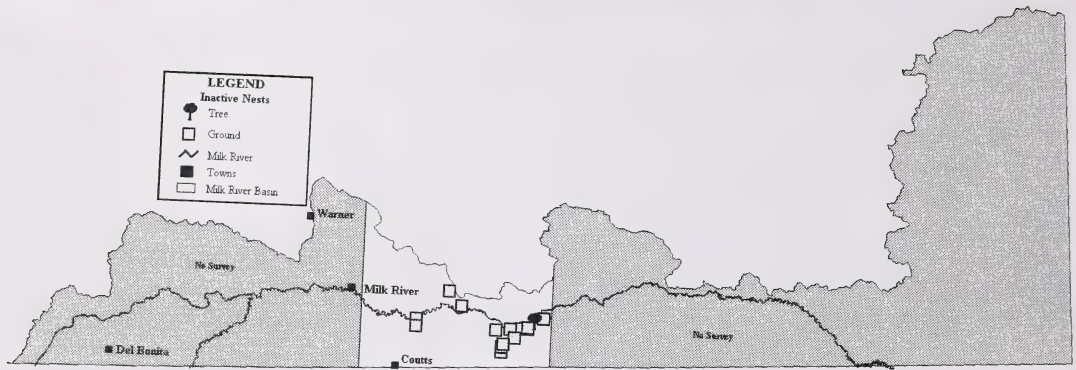 LEGEND
Inactive Nests
Tree
Ground
Milk River
Towns
Milk River Basin
Warner
No Survey
Milk River
Del Bonita
Coutts
No Survey